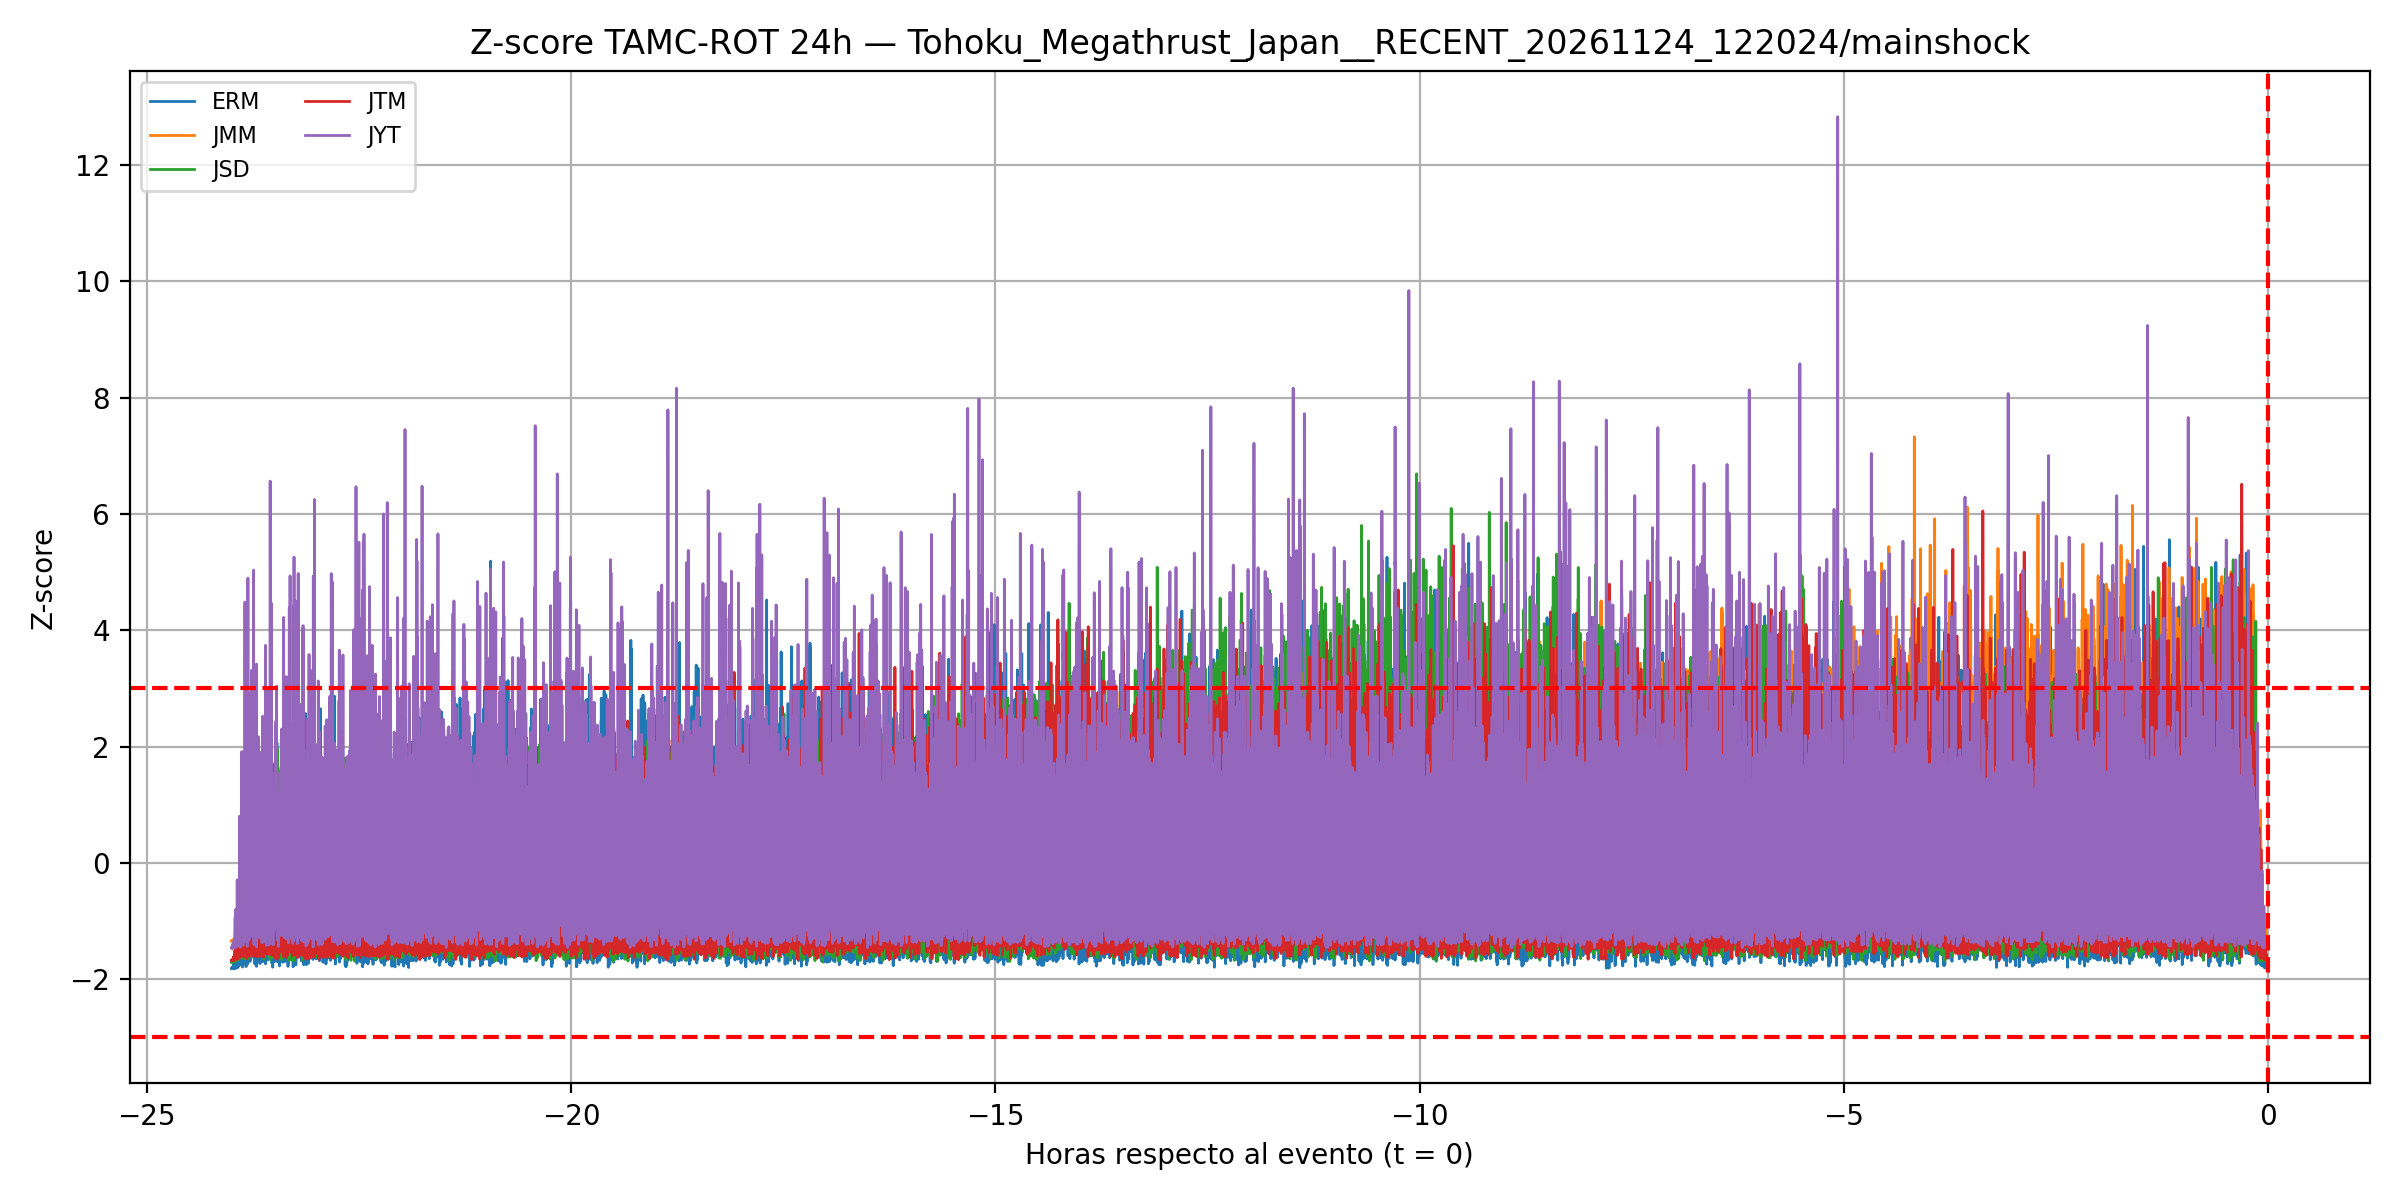 Z-score TAMC-ROT 24h — Tohoku_Megathrust_Japan__RECENT_20261124_122024/mainshock
ERM
JMM
JSD
JTM
JYT
Z-score
12
10
8
6
4
2
0
−2
−25
−20
−15
−10
−5
0
Horas respecto al evento (t = 0)